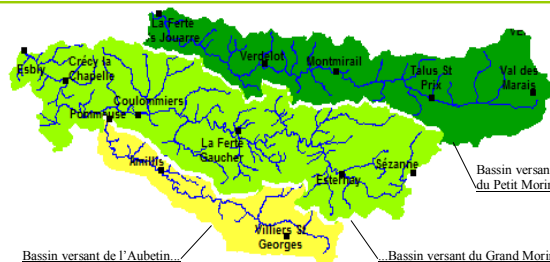 La Ferté
s Jouarre
Verdelot
Montmirail
Talus St
Prix
Val des
Marais
Esbly
Crécy la
Chapelle
Coulommiers
Pommeuse
La Ferté
Gaucher
Esternay
Sézanne
Amillis
Villiers St
Georges
Bassin versant
du Petit Morin
Bassin versant de l'Aubetin...
...Bassin versant du Grand Morin